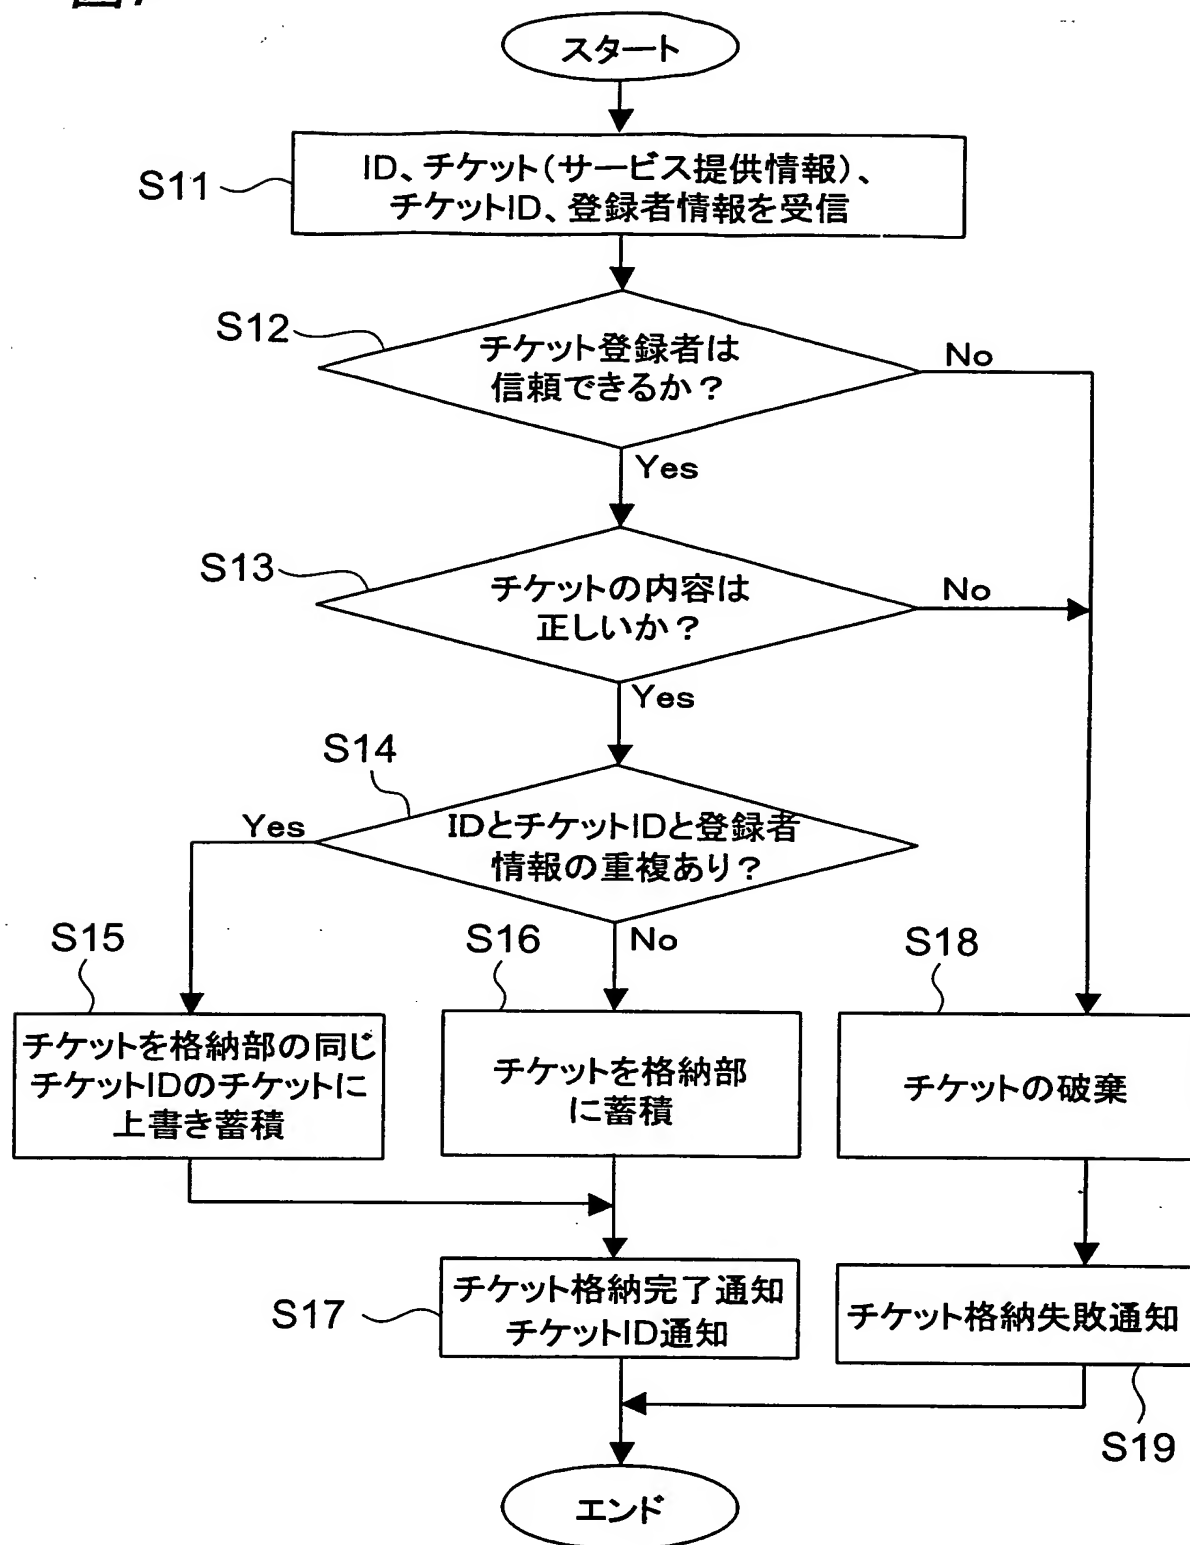 スタート
S11
ID、チケット(サービス提供情報)、
チケットID、登録者情報を受信
S12
チケット登録者は
信頼できるか？
No
Yes
S13
チケットの内容は
正しいか？
No
Yes
S14
IDとチケットIDと登録者
情報の重複あり？
Yes
No
S15
S16
S18
チケットを格納部の同じ
チケットIDのチケットに
上書き蓄積
チケットを格納部
に蓄積
チケットの破棄
S17
チケット格納完了通知
チケットID通知
チケット格納失敗通知
S19
エンド